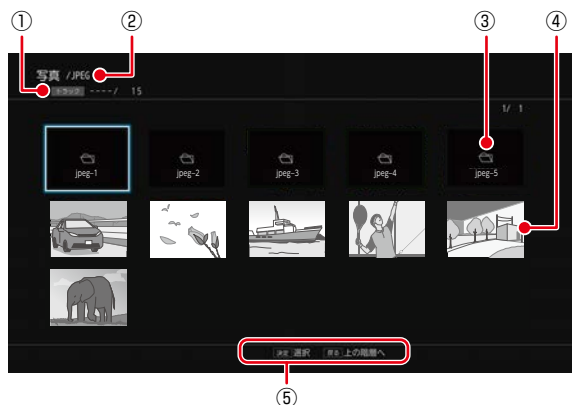 ① ② ③ ④
写真 /JPEG
トラック ----/ 15
1/ 1
jpeg-1 jpeg-2 jpeg-3 jpeg-4 jpeg-5
決定 選択 戻る 上の階層へ
⑤